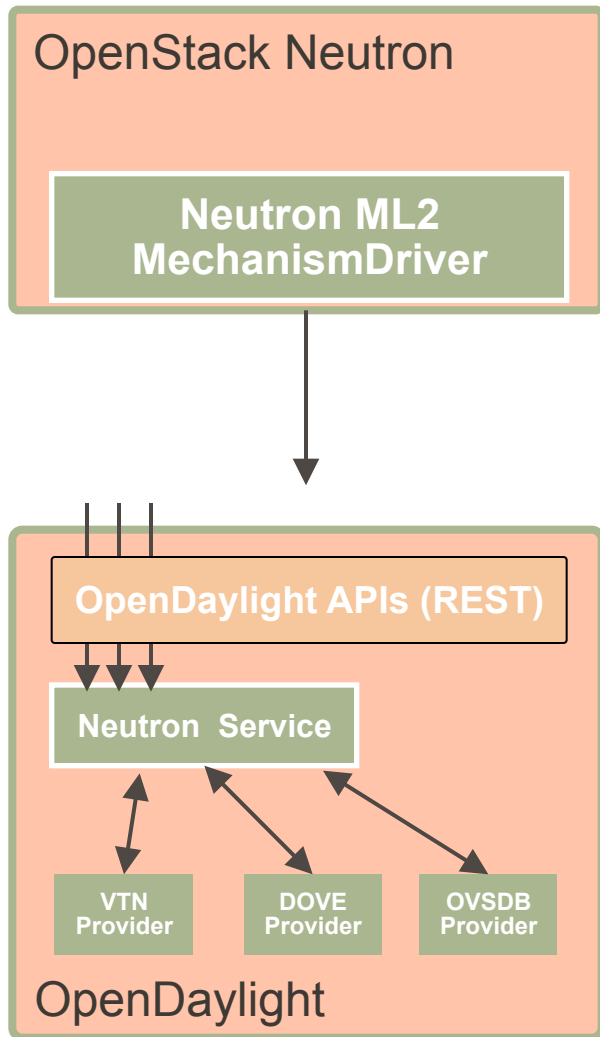 OpenStack Neutron
Neutron ML2
MechanismDriver
OpenDaylight APIs (REST)
Neutron Service
VTN
Provider
DOVE
Provider
OVSDB
Provider
OpenDaylight